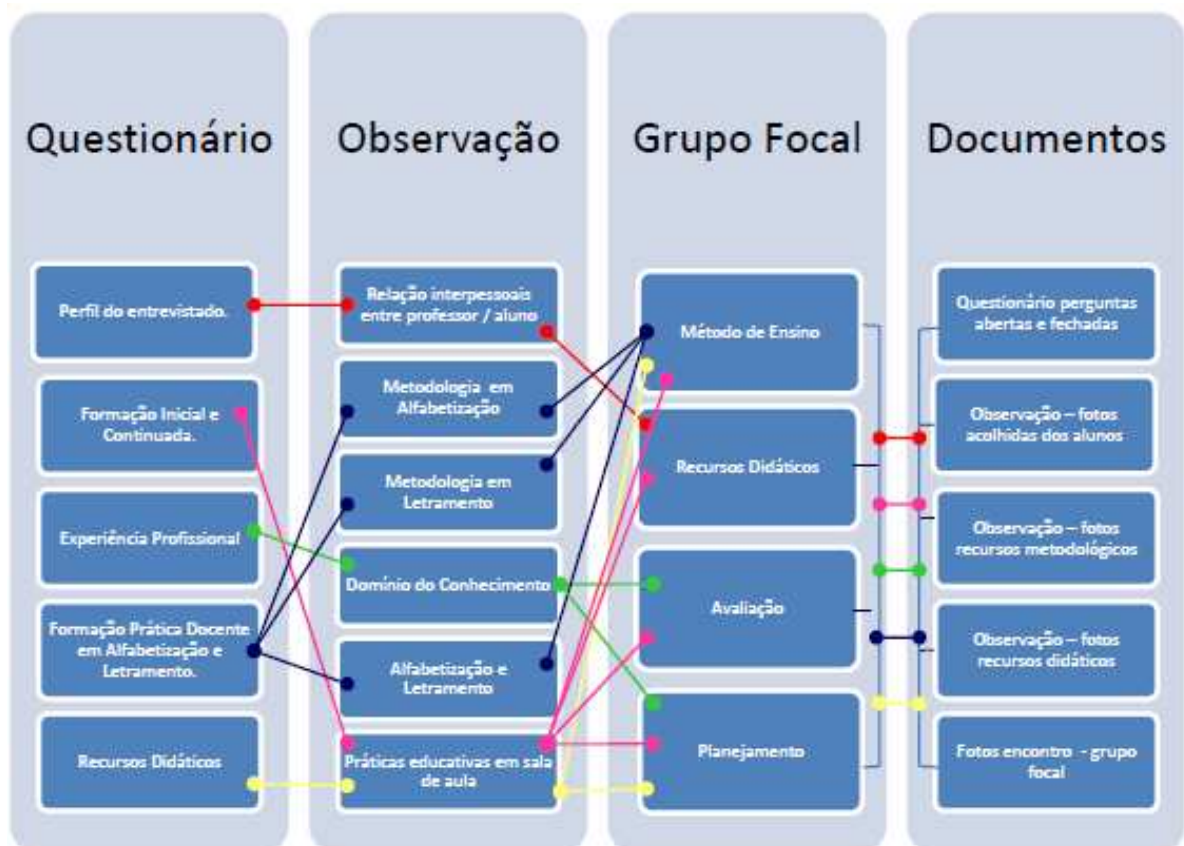 Questionário
Observação
Grupo Focal
Documentos
Perfil do entrevistado.
Formação Inicial e
Continuada.
Experiência Profissional
Formação Prática Docente
em Alfabetização e
Letramento.
Recursos Didáticos
Relação interpessoais
entre professor / aluno
Metodologia em
Alfabetização
Metodologia em
Letramento
Domínio do Conhecimento
Alfabetização e
Letramento
Práticas educativas em sala
de aula
Método de Ensino
Recursos Didáticos
Avaliação
Planejamento
Questionário perguntas
abertas e fechadas
Observação – fotos
acolhidas dos alunos
Observação – fotos
recursos metodológicos
Observação – fotos
recursos didáticos
Fotos encontro - grupo
focal